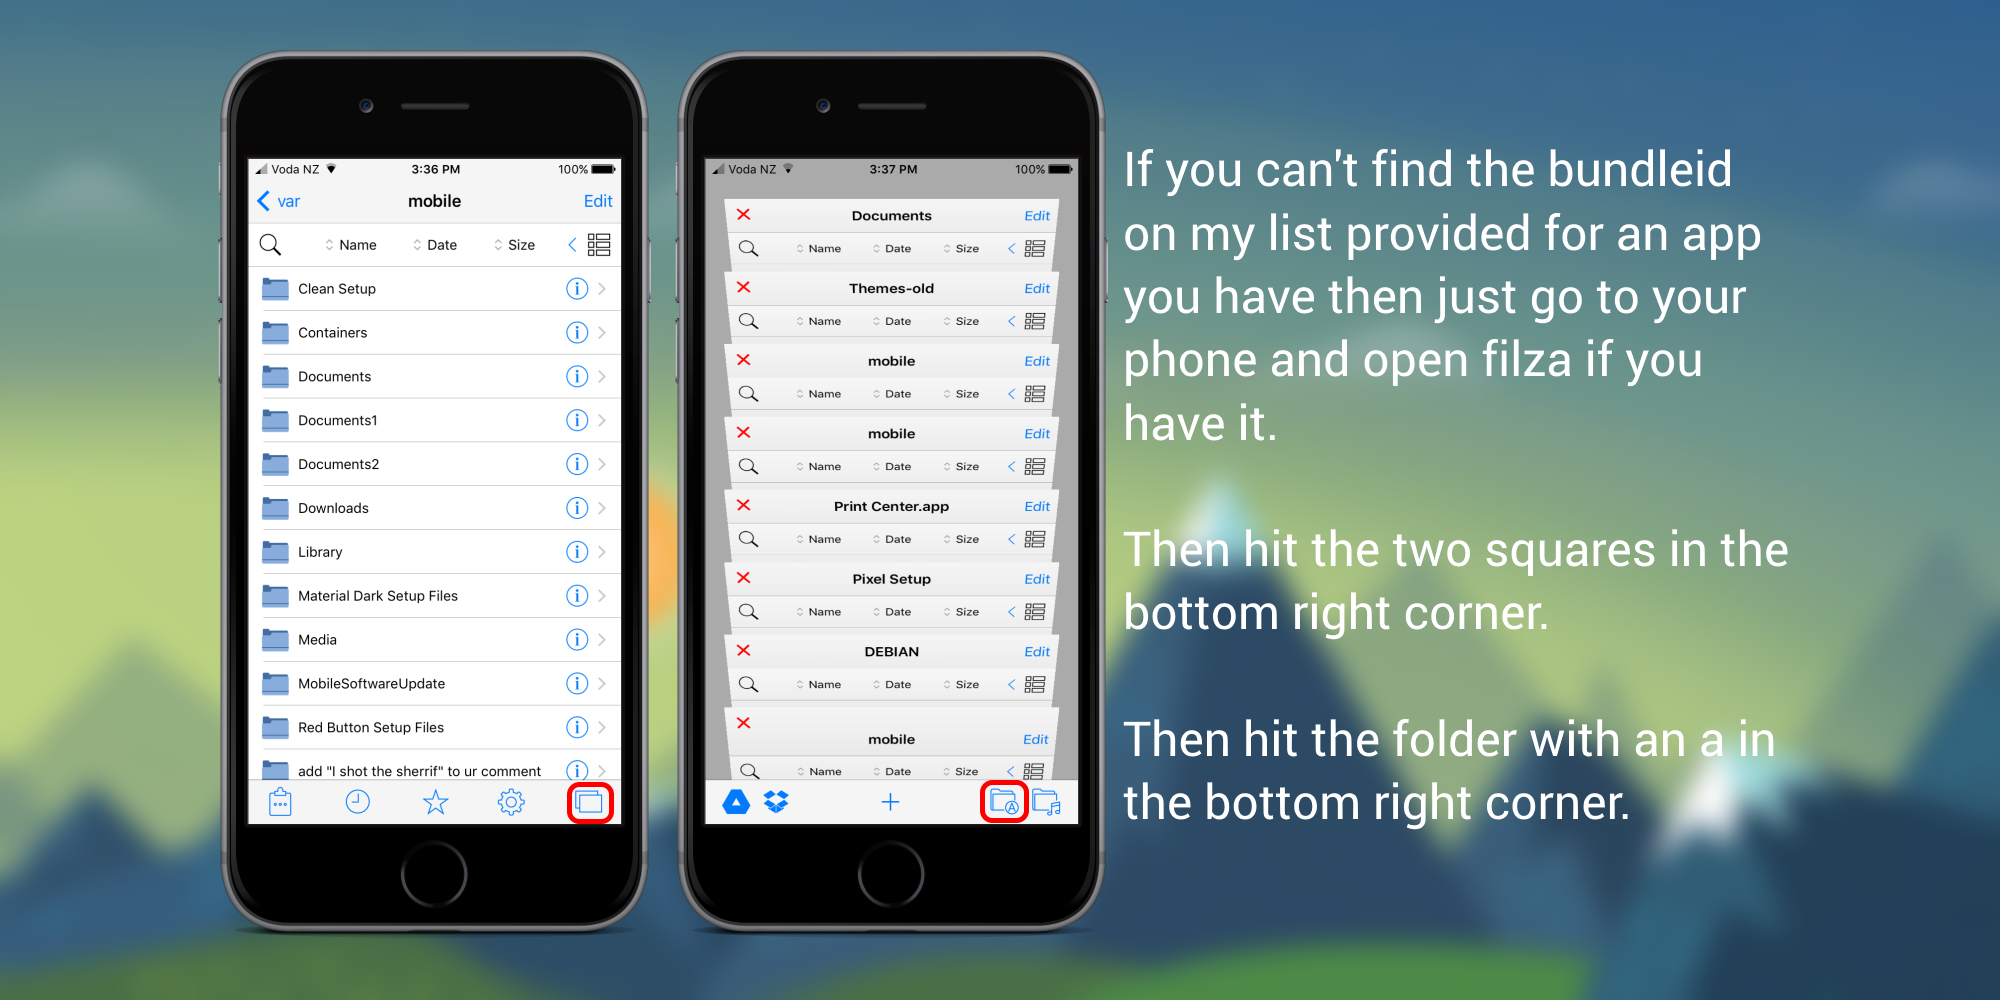 Voda NZ 3:36 PM 100%
var mobile Edit
Name Date Size
Clean Setup
Containers
Documents
Documents1
Documents2
Downloads
Library
Material Dark Setup Files
Media
MobileSoftwareUpdate
Red Button Setup Files
add "I shot the sherrif" to ur comment
Voda NZ 3:37 PM 100%
Documents Edit
Name Date Size
Themes-old Edit
Name Date Size
mobile Edit
Name Date Size
mobile Edit
Name Date Size
Print Center.app Edit
Name Date Size
Pixel Setup Edit
Name Date Size
DEBIAN Edit
Name Date Size
mobile Edit
Name Date Size
If you can't find the bundleid
on my list provided for an app
you have then just go to your
phone and open filza if you
have it.
Then hit the two squares in the
bottom right corner.
Then hit the folder with an a in
the bottom right corner.